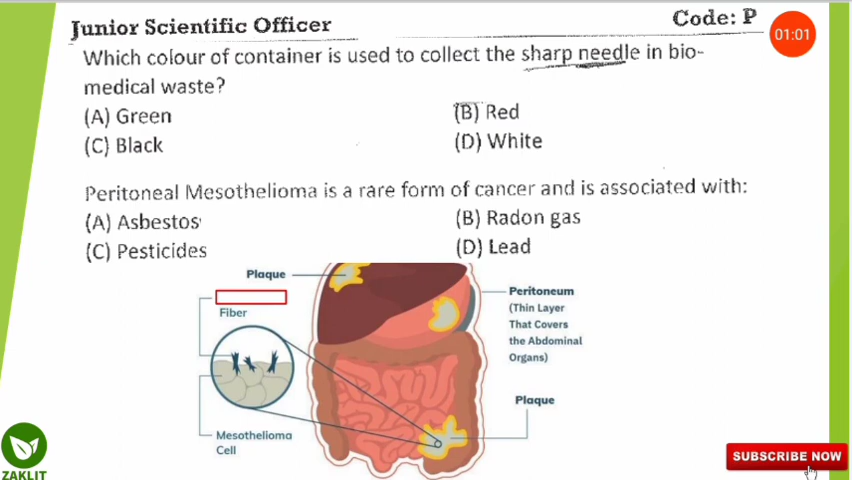 Junior Scientific Officer
Code: P
01:01
Which colour of container is used to collect the sharp needle in bio-
medical waste?
(A) Green
(B) Red
(C) Black
(D) White
Peritoneal Mesothelioma is a rare form of cancer and is associated with:
(A) Asbestos
(B) Radon gas
(C) Pesticides
(D) Lead
Plaque
Fiber
Peritoneum
(Thin Layer
That Covers
the Abdominal
Organs)
Plaque
Mesothelioma
Cell
ZAKLIT
SUBSCRIBE NOW